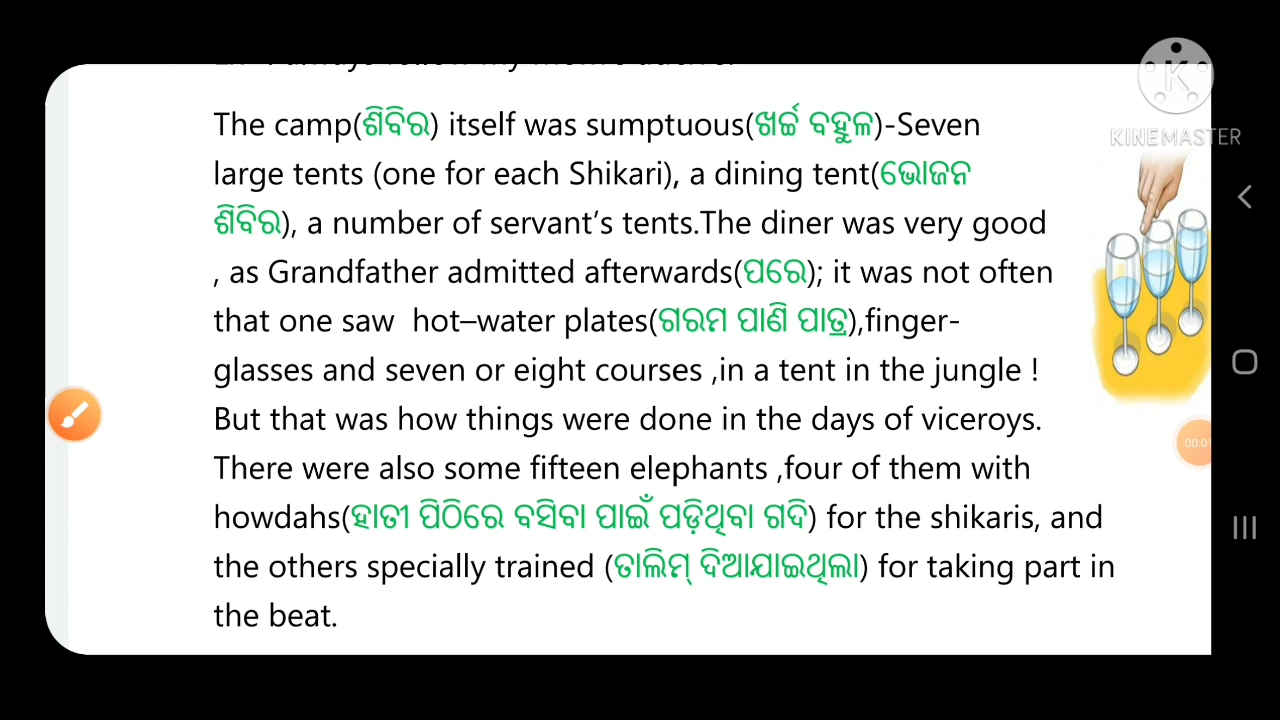 The camp(ଶିବିର) itself was sumptuous(ଖର୍ଚ୍ଚ ବହୁଳ)-Seven
large tents (one for each Shikari), a dining tent(ଭୋଜନ
ଶିବିର), a number of servant’s tents.The diner was very good
, as Grandfather admitted afterwards(ପରେ); it was not often
that one saw  hot–water plates(ଗରମ ପାଣି ପାତ୍ର),finger-
glasses and seven or eight courses ,in a tent in the jungle !
But that was how things were done in the days of viceroys.
There were also some fifteen elephants ,four of them with
howdahs(ହାତୀ ପିଠିରେ ବସିବା ପାଇଁ ପଡ଼ିଥିବା ଗଦି) for the shikaris, and
the others specially trained (ତାଲିମ୍ ଦିଆଯାଇଥିଲା) for taking part in
the beat.
K
KINEMASTER